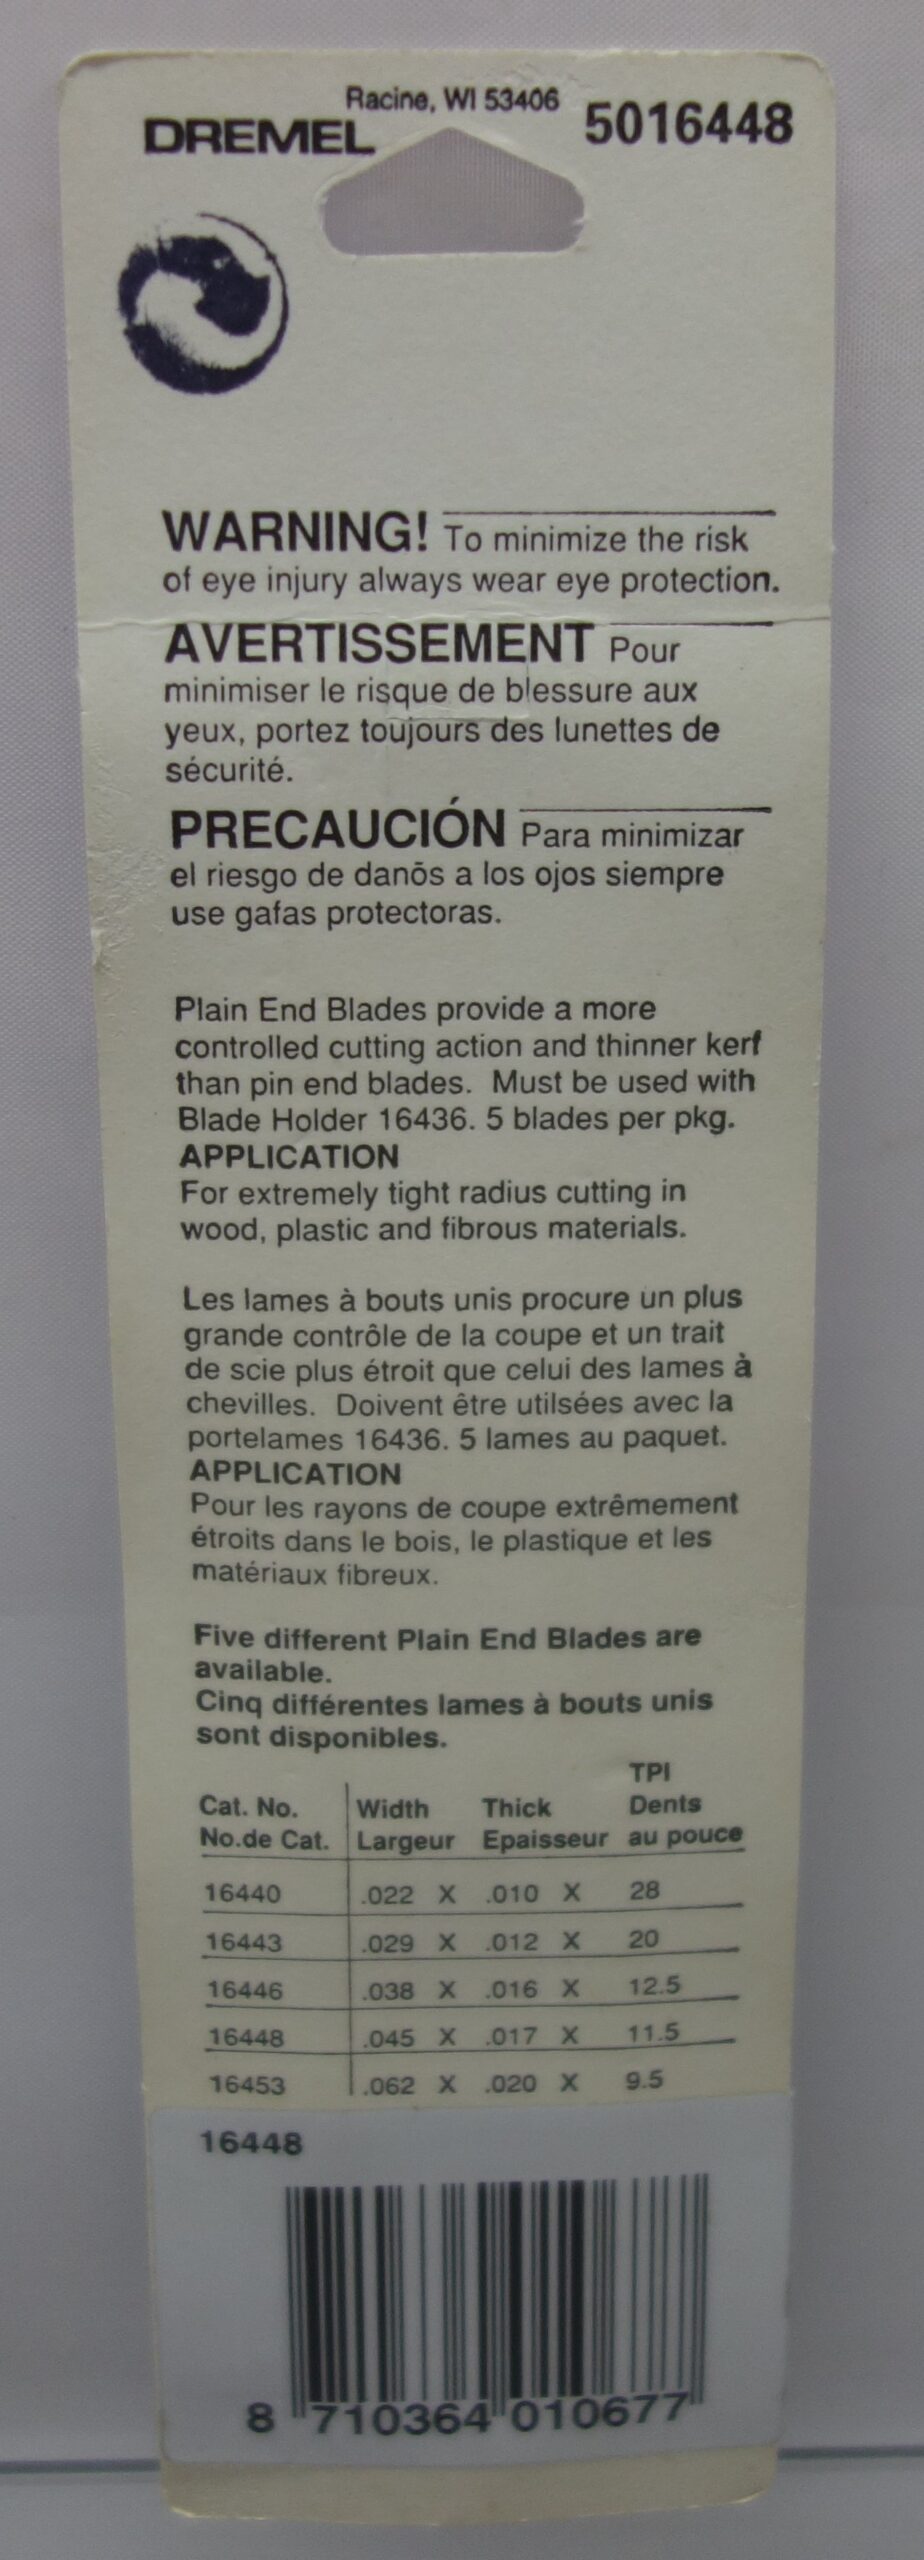 Racine, WI 53406
DREMEL
5016448
WARNING! To minimize the risk
of eye injury always wear eye protection.
AVERTISSEMENT Pour
minimiser le risque de blessure aux
yeux, portez toujours des lunettes de
sécurité.
PRECAUCIÓN Para minimizar
el riesgo de danōs a los ojos siempre
use gafas protectoras.
Plain End Blades provide a more
controlled cutting action and thinner kerf
than pin end blades. Must be used with
Blade Holder 16436. 5 blades per pkg.
APPLICATION
For extremely tight radius cutting in
wood, plastic and fibrous materials.
Les lames à bouts unis procure un plus
grande contrôle de la coupe et un trait
de scie plus étroit que celui des lames à
chevilles. Doivent être utilsées avec la
portelames 16436. 5 lames au paquet.
APPLICATION
Pour les rayons de coupe extrêmement
étroits dans le bois, le plastique et les
matériaux fibreux.
Five different Plain End Blades are
available.
Cinq différentes lames à bouts unis
sont disponibles.
TPI
Cat. No. Width Thick Dents
No.de Cat. Largeur Epaisseur au pouce
16440 .022 X .010 X 28
16443 .029 X .012 X 20
16446 .038 X .016 X 12.5
16448 .045 X .017 X 11.5
16453 .062 X .020 X 9.5
16448
8 710364 010677